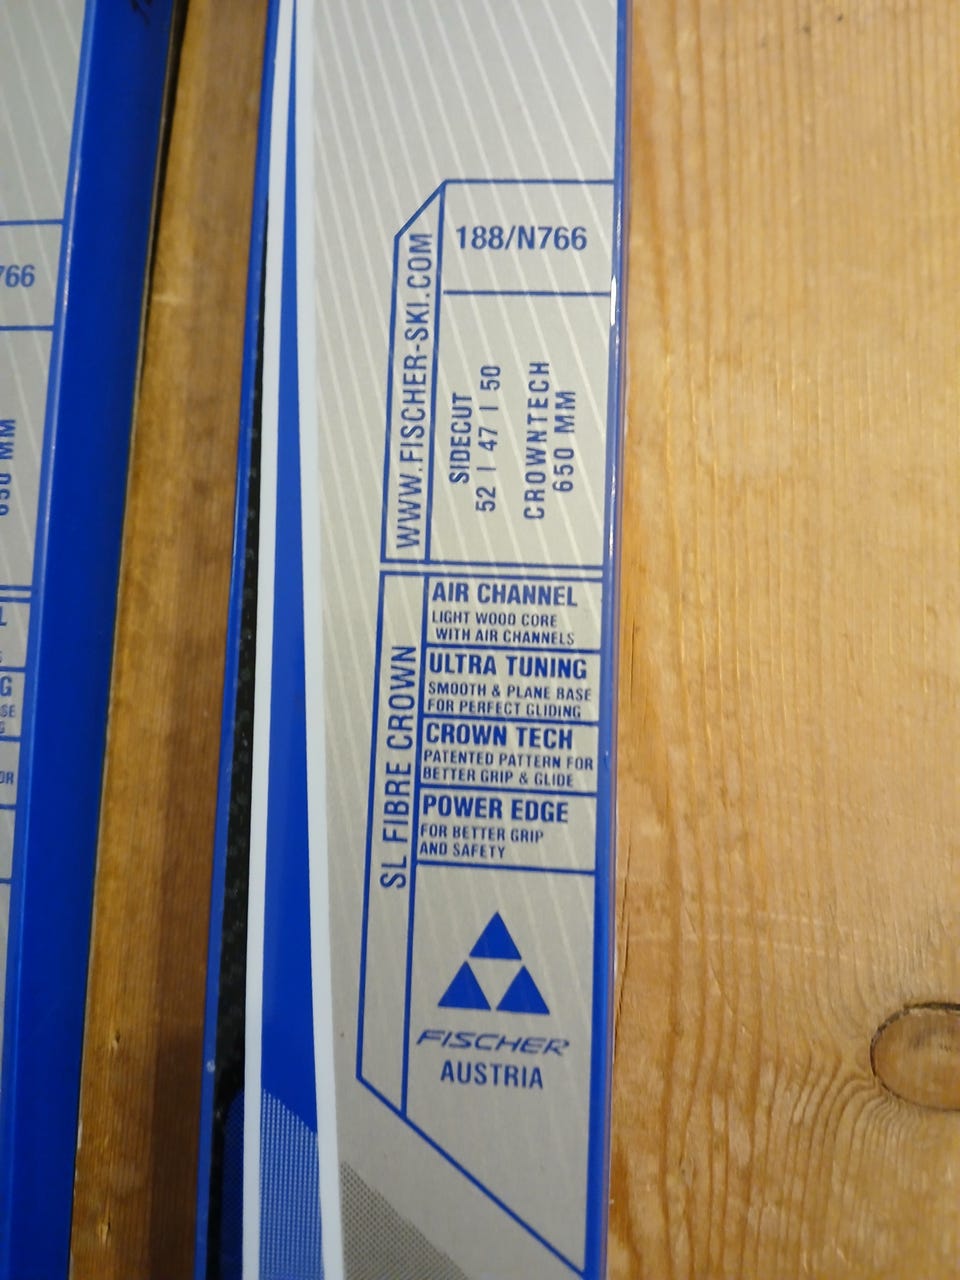 766
650 MM
188/N766
WWW.FISCHER-SKI.COM
SIDECUT
52 | 47 | 50
CROWNTECH
650 MM
SL FIBRE CROWN
AIR CHANNEL
LIGHT WOOD CORE
WITH AIR CHANNELS
ULTRA TUNING
SMOOTH & PLANE BASE
FOR PERFECT GLIDING
CROWN TECH
PATENTED PATTERN FOR
BETTER GRIP & GLIDE
POWER EDGE
FOR BETTER GRIP
AND SAFETY
FISCHER
AUSTRIA